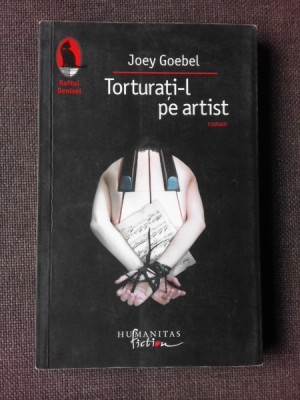 Joey Goebel
Torturați-l
pe artist
roman
Raftul
Denisei
HUMANITAS
fiction